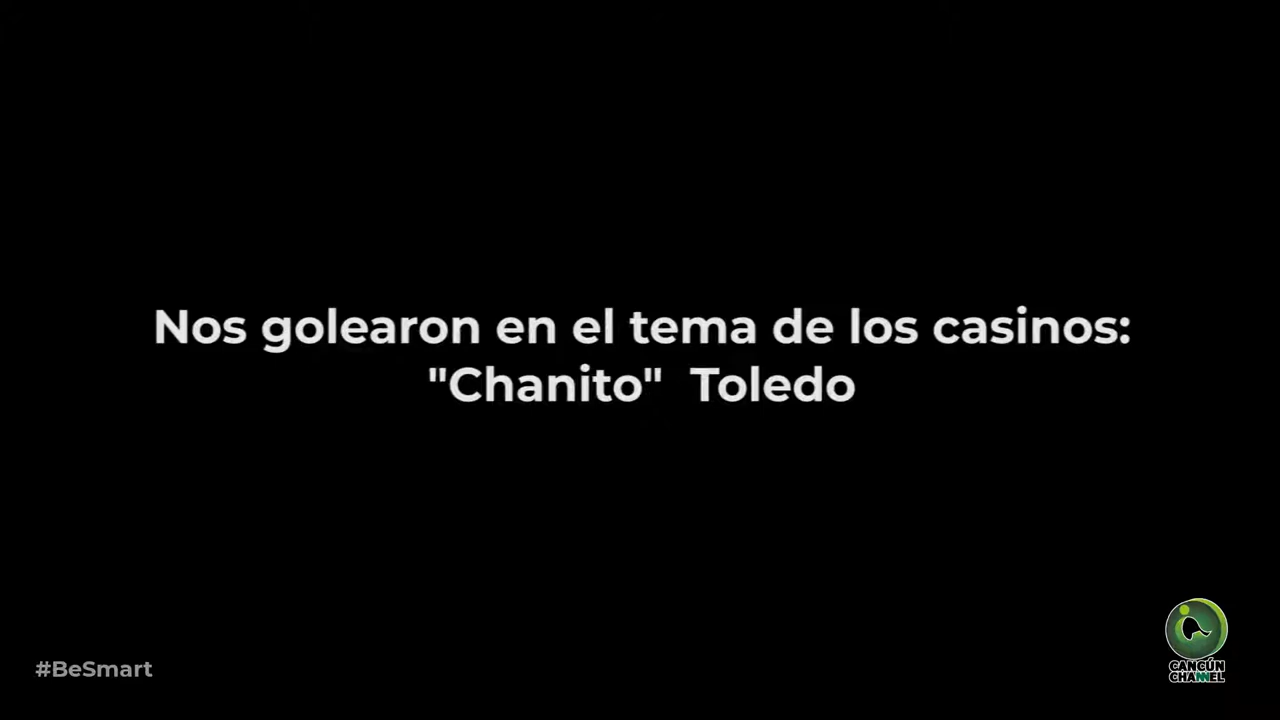 Nos golearon en el tema de los casinos:
"Chanito"  Toledo
#BeSmart
CANCÚN
CHANNEL